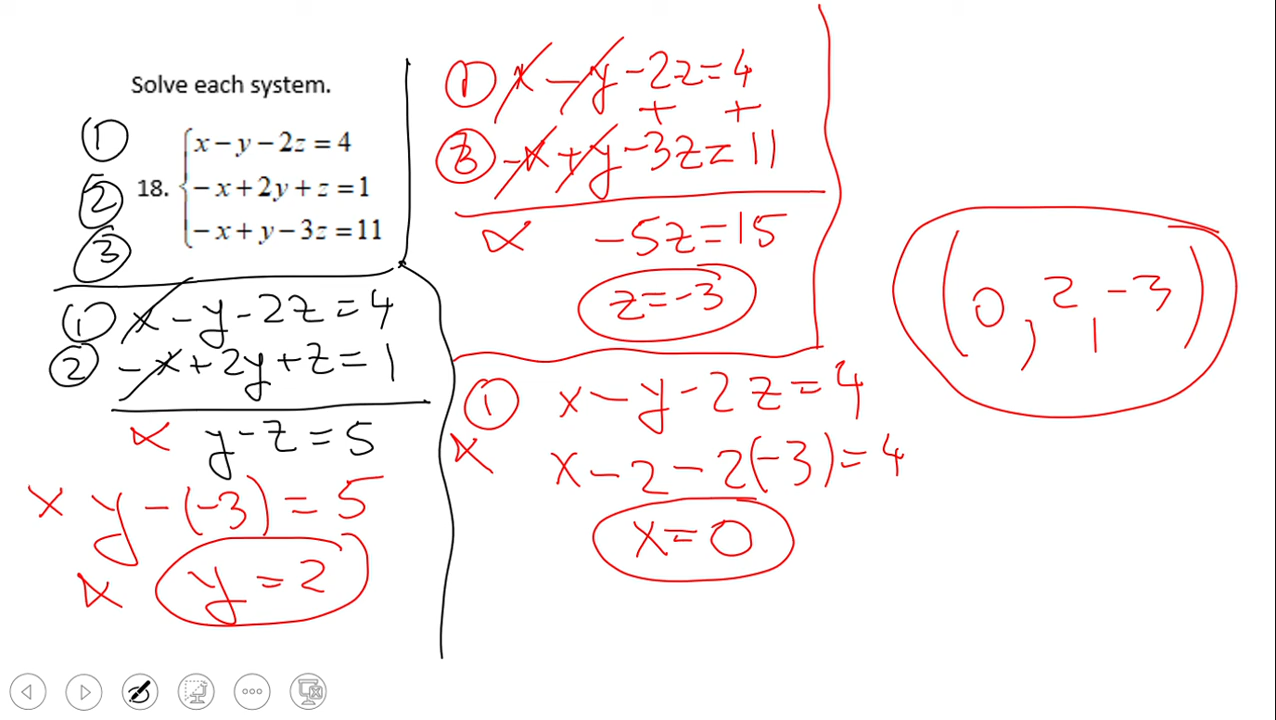 Solve each system.
① x − y − 2z = 4
② 18. − x + 2y + z = 1
③ − x + y − 3z = 11
① x − y − 2z = 4
② −x + 2y + z = 1
y − z = 5
y − (−3) = 5
y = 2
① x − y − 2z = 4
+ +
③ −x + y − 3z = 11
−5z = 15
z = −3
① x − y − 2z = 4
x − 2 − 2(−3) = 4
x = 0
(0, 2, −3)